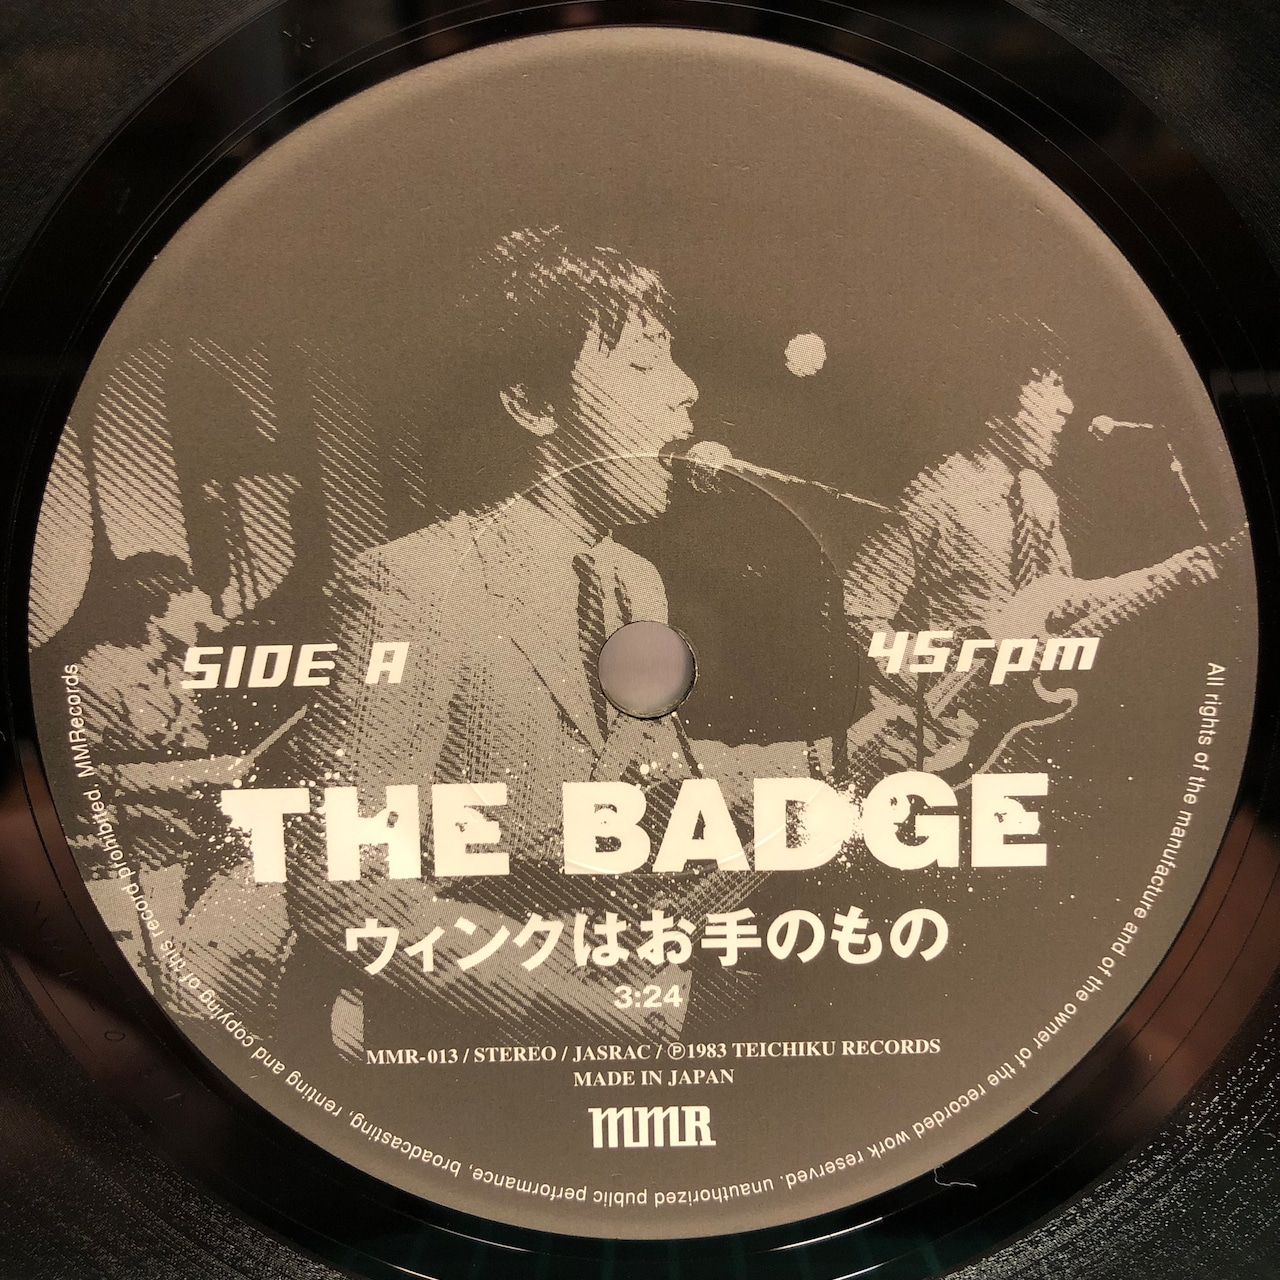 SIDE A
45rpm
THE BADGE
ウィンクはお手のもの
3:24
MMR-013 / STEREO / JASRAC / ℗1983 TEICHIKU RECORDS
MADE IN JAPAN
MMR
All rights of the manufacture and of the owner of the recorded work reserved. unauthorized public performance, broadcasting, renting and copying of this record prohibited. MMRecords